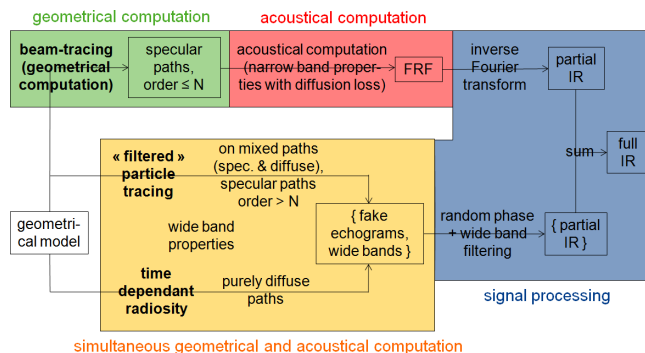 geometrical computation
acoustical computation
beam-tracing
(geometrical
computation)
specular
paths,
order ≤ N
acoustical computation
(narrow band proper-
ties with diffusion loss)
FRF
inverse
Fourier
transform
partial
IR
« filtered »
particle
tracing
on mixed paths
(spec. & diffuse),
specular paths
order > N
sum
full
IR
geometri-
cal model
wide band
properties
{ fake
echograms,
wide bands }
random phase
+ wide band
filtering
{ partial
IR }
time
dependant
radiosity
purely diffuse
paths
signal processing
simultaneous geometrical and acoustical computation